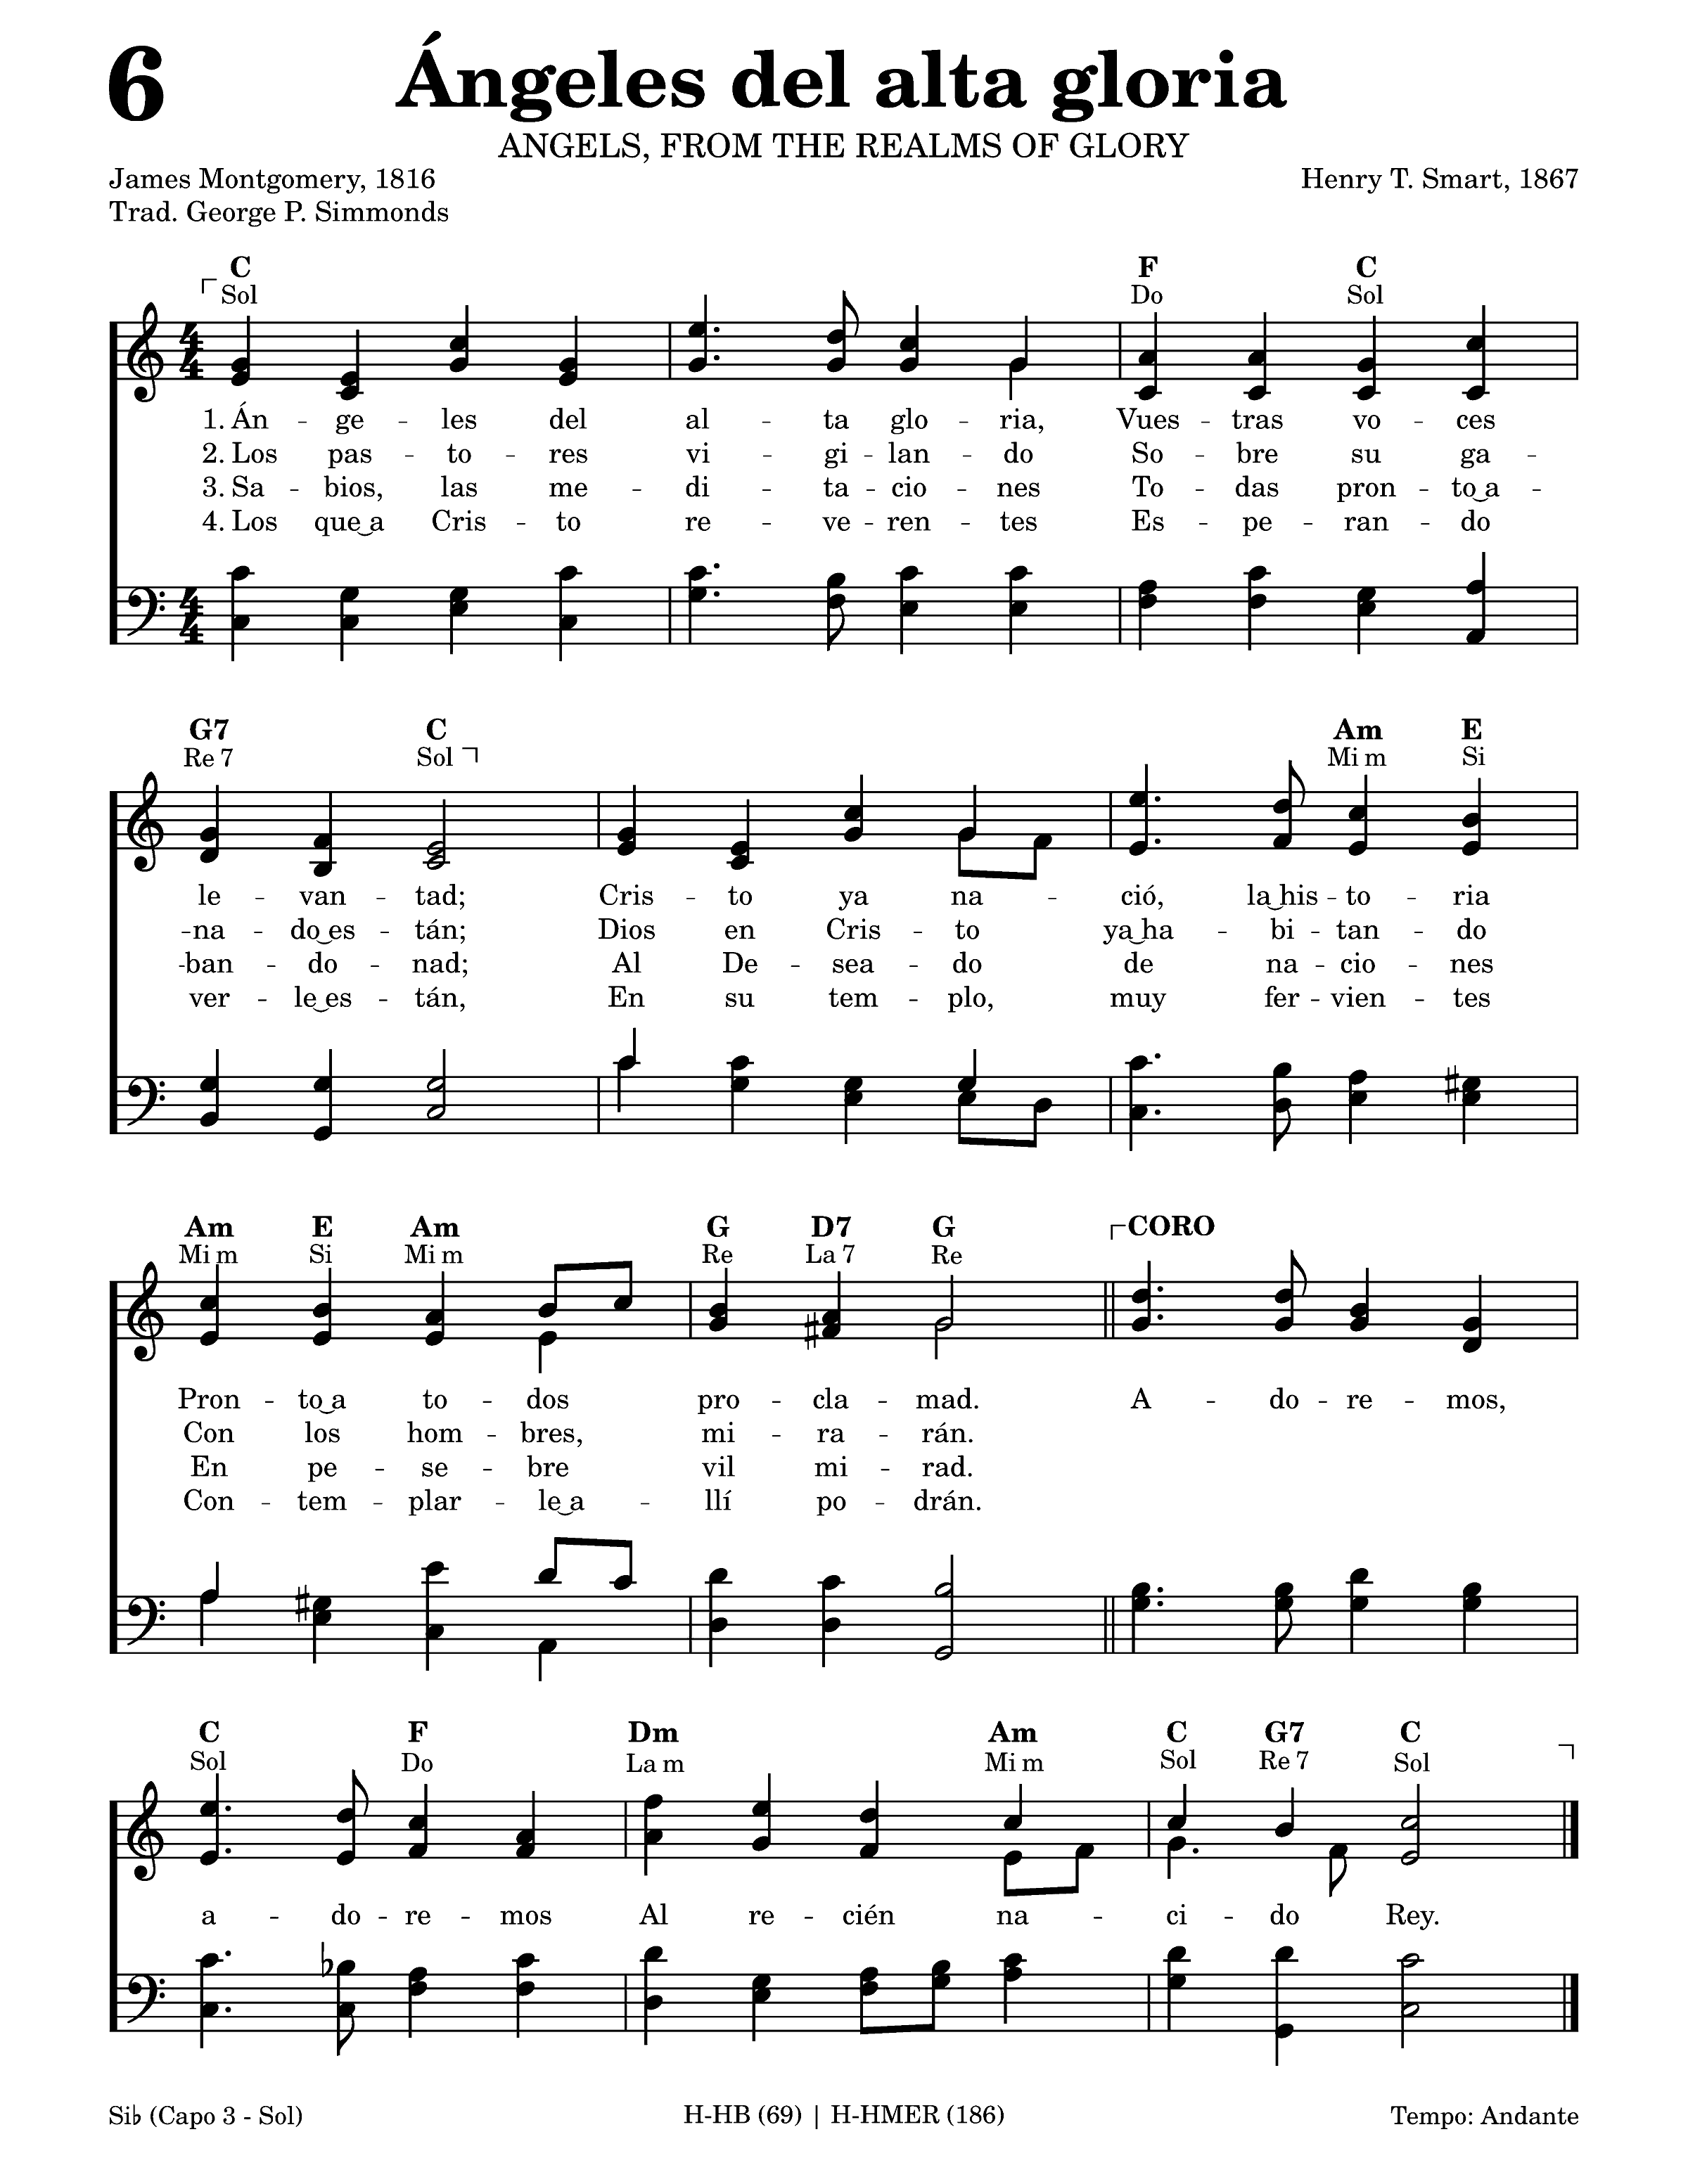 6
Ángeles del alta gloria
ANGELS, FROM THE REALMS OF GLORY
James Montgomery, 1816
Henry T. Smart, 1867
Trad. George P. Simmonds
C F C
Sol Do Sol
4 4
1. Án - ge - les del al - ta glo - ria, Vues - tras vo - ces
2. Los pas - to - res vi - gi - lan - do So - bre su ga -
3. Sa - bios, las me - di - ta - cio - nes To - das pron - to‿a -
4. Los que‿a Cris - to re - ve - ren - tes Es - pe - ran - do
4 4
G7 C Am E
Re 7 Sol Mi m Si
le - van - tad; Cris - to ya na - ció, la‿his - to - ria
- na - do‿es - tán; Dios en Cris - to ya‿ha - bi - tan - do
- ban - do - nad; Al De - sea - do de na - cio - nes
ver - le‿es - tán, En su tem - plo, muy fer - vien - tes
Am E Am G D7 G CORO
Mi m Si Mi m Re La 7 Re
Pron - to‿a to - dos pro - cla - mad. A - do - re - mos,
Con los hom - bres, mi - ra - rán.
En pe - se - bre vil mi - rad.
Con - tem - plar - le‿a - llí po - drán.
C F Dm Am C G7 C
Sol Do La m Mi m Sol Re 7 Sol
a - do - re - mos Al re - cién na - ci - do Rey.
Si♭ (Capo 3 - Sol)
H-HB (69) | H-HMER (186)
Tempo: Andante